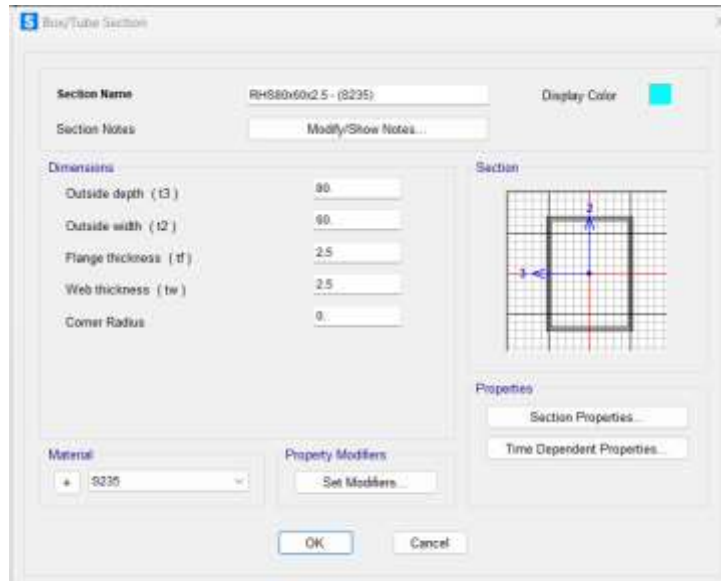 S Box/Tube Section
Section Name RHS80x60x2.5 - (S235) Display Color
Section Notes Modify/Show Notes...
Dimensions
Outside depth ( t3 ) 80.
Outside width ( t2 ) 60.
Flange thickness ( tf ) 2.5
Web thickness ( tw ) 2.5
Corner Radius 0.
Section
2
3
Properties
Section Properties...
Time Dependent Properties...
Material
+ S235
Property Modifiers
Set Modifiers...
OK Cancel